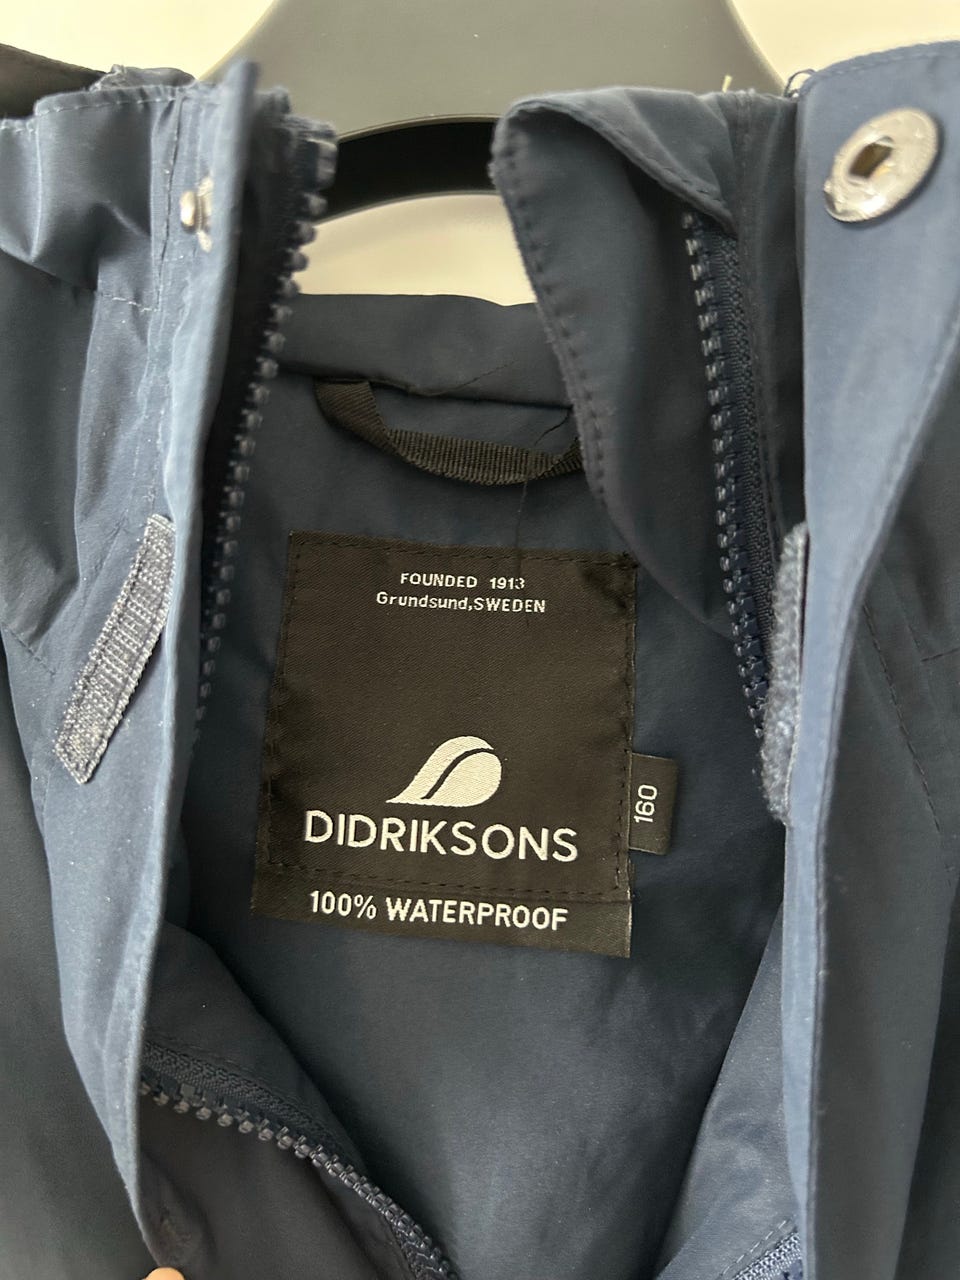 FOUNDED 1913
Grundsund,SWEDEN
DIDRIKSONS
160
100% WATERPROOF